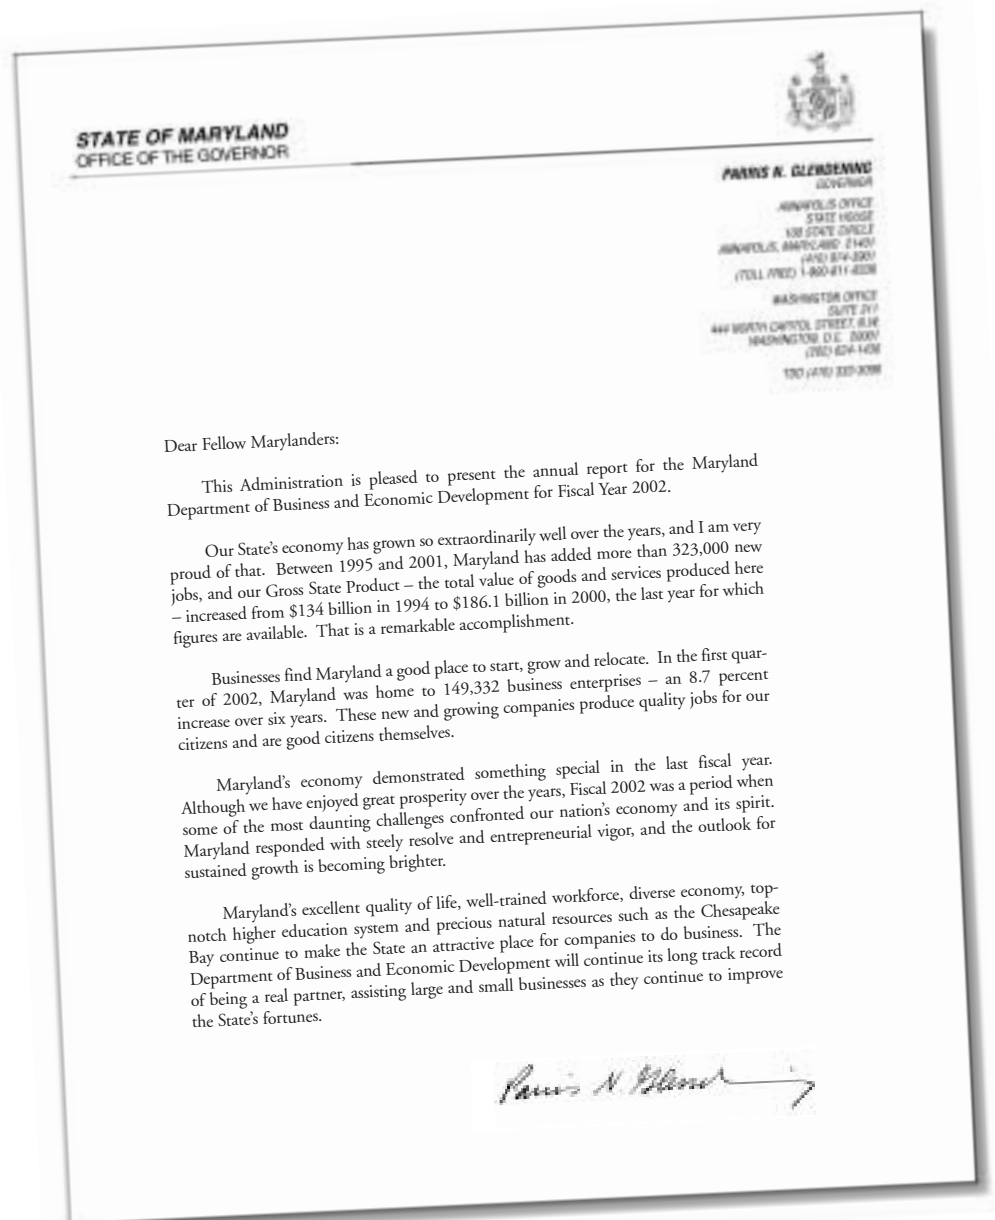 STATE OF MARYLAND
OFFICE OF THE GOVERNOR
PARRIS N. GLENDENING
GOVERNOR
ANNAPOLIS OFFICE
STATE HOUSE
100 STATE CIRCLE
ANNAPOLIS, MARYLAND 21401
(410) 974-3901
(TOLL FREE)
WASHINGTON OFFICE
SUITE 311
444 NORTH CAPITOL STREET, N.W.
WASHINGTON, D.C. 20001
Dear Fellow Marylanders:
This Administration is pleased to present the annual report for the Maryland
Department of Business and Economic Development for Fiscal Year 2002.
Our State's economy has grown so extraordinarily well over the years, and I am very
proud of that. Between 1995 and 2001, Maryland has added more than 323,000 new
jobs, and our Gross State Product – the total value of goods and services produced here
– increased from $134 billion in 1994 to $186.1 billion in 2000, the last year for which
figures are available. That is a remarkable accomplishment.
Businesses find Maryland a good place to start, grow and relocate. In the first quar-
ter of 2002, Maryland was home to 149,332 business enterprises – an 8.7 percent
increase over six years. These new and growing companies produce quality jobs for our
citizens and are good citizens themselves.
Maryland's economy demonstrated something special in the last fiscal year.
Although we have enjoyed great prosperity over the years, Fiscal 2002 was a period when
some of the most daunting challenges confronted our nation's economy and its spirit.
Maryland responded with steely resolve and entrepreneurial vigor, and the outlook for
sustained growth is becoming brighter.
Maryland's excellent quality of life, well-trained workforce, diverse economy, top-
notch higher education system and precious natural resources such as the Chesapeake
Bay continue to make the State an attractive place for companies to do business. The
Department of Business and Economic Development will continue its long track record
of being a real partner, assisting large and small businesses as they continue to improve
the State's fortunes.
Parris N. Glendening